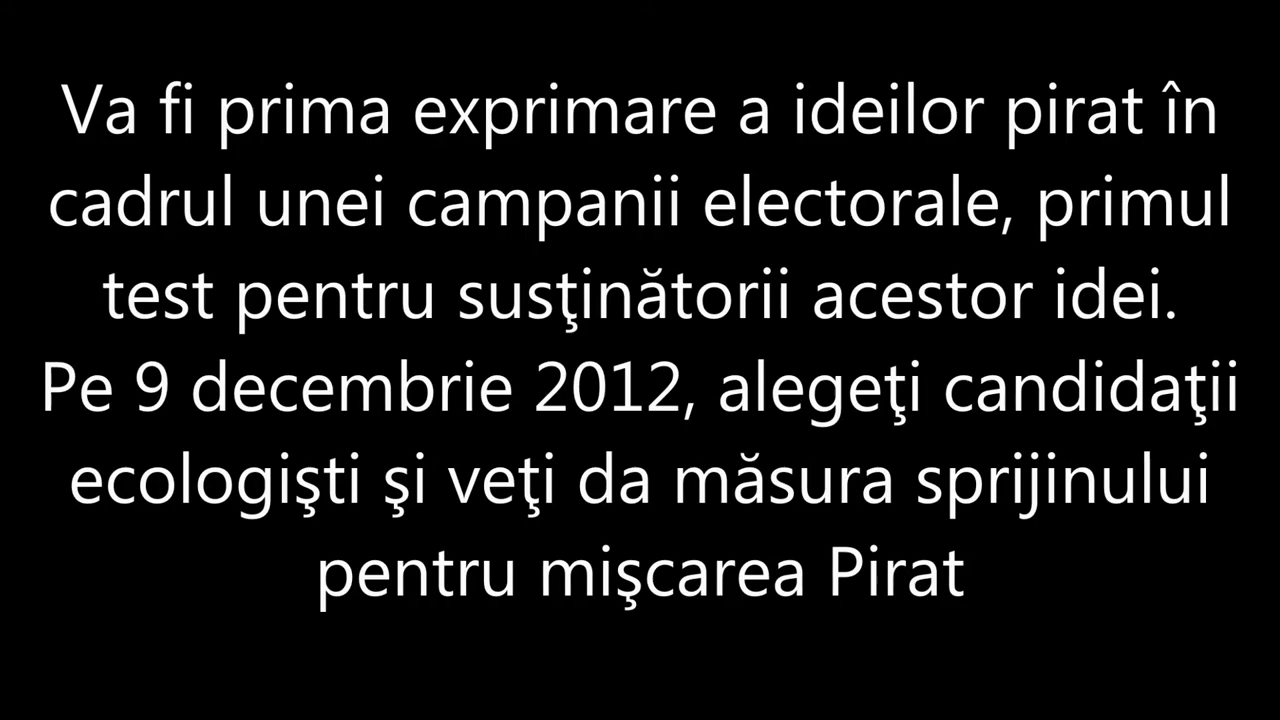 Va fi prima exprimare a ideilor pirat în
cadrul unei campanii electorale, primul
test pentru susţinătorii acestor idei.
Pe 9 decembrie 2012, alegeţi candidaţii
ecologişti şi veţi da măsura sprijinului
pentru mişcarea Pirat